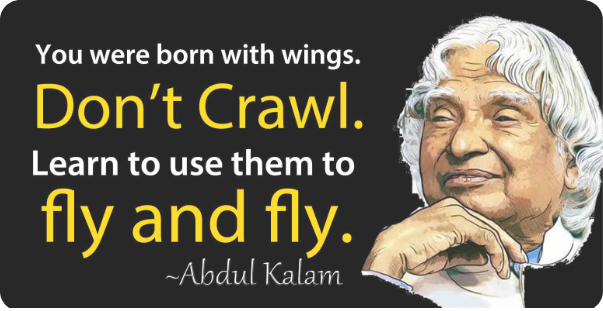 You were born with wings.
Don’t Crawl.
Learn to use them to
fly and fly.
~Abdul Kalam